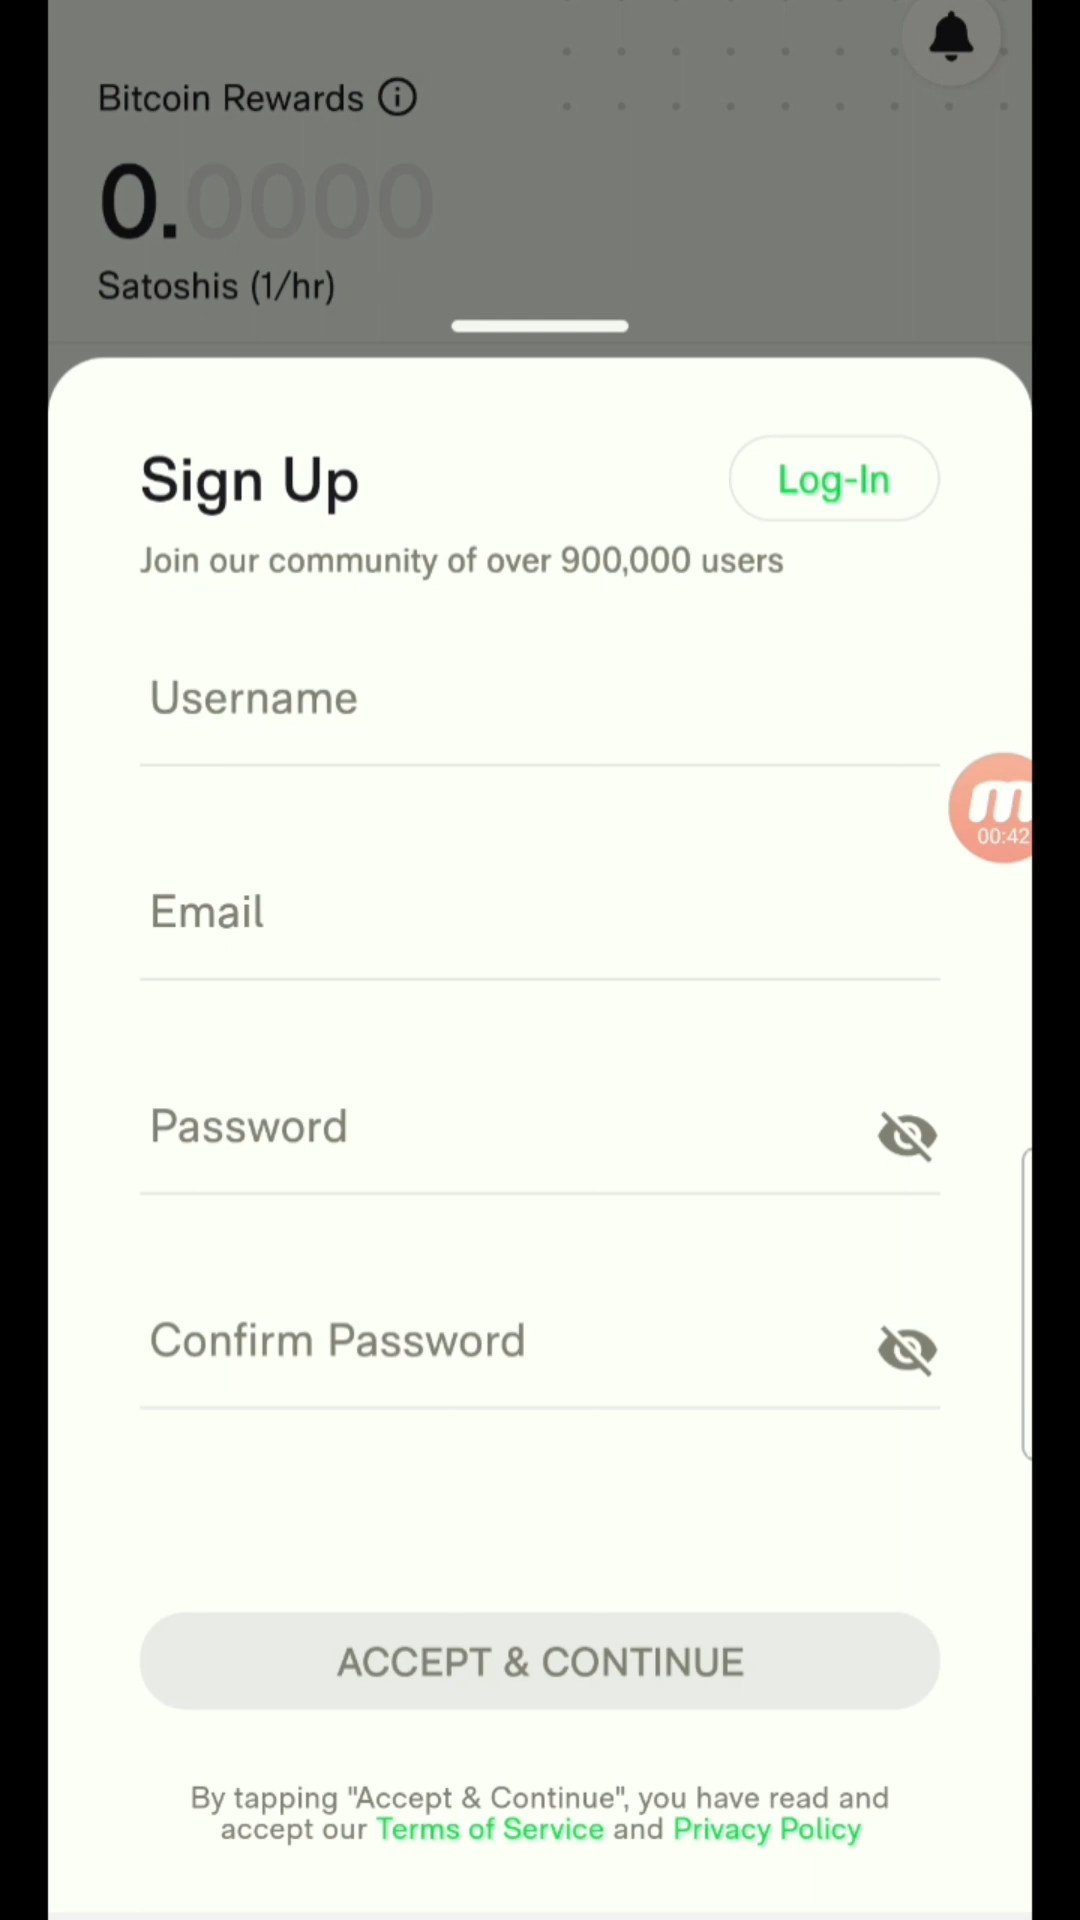 Bitcoin Rewards
0.0000
Satoshis (1/hr)
Sign Up
Log-In
Join our community of over 900,000 users
Username
m
00:42
Email
Password
Confirm Password
ACCEPT & CONTINUE
By tapping "Accept & Continue", you have read and
accept our Terms of Service and Privacy Policy